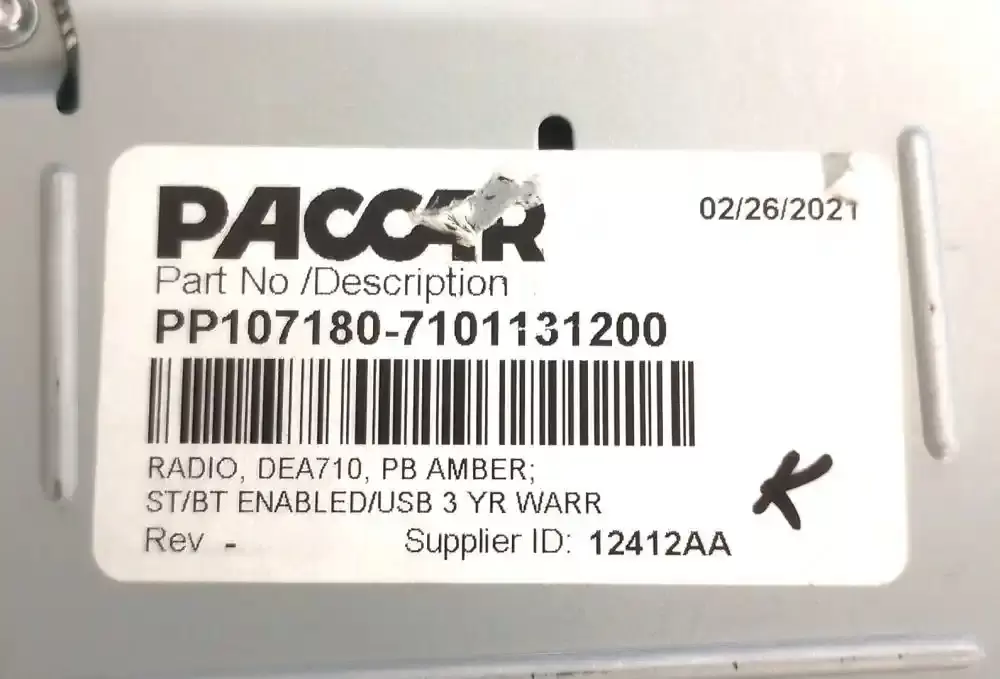 PACCAR
02/26/2021
Part No /Description
PP107180-7101131200
RADIO, DEA710, PB AMBER;
ST/BT ENABLED/USB 3 YR WARR
K
Rev -
Supplier ID: 12412AA